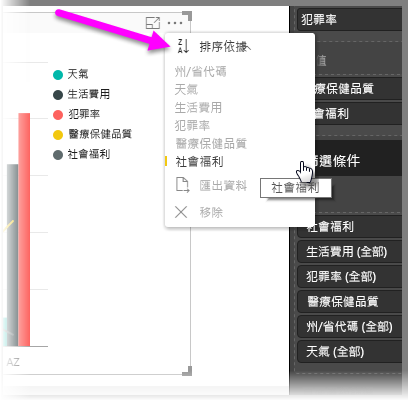 天氣
生活費用
犯罪率
醫療保健品質
社會福利
AZ
排序依據
州/省代碼
天氣
生活費用
犯罪率
醫療保健品質
社會福利
匯出資料
社會福利
移除
犯罪率
值
療保健品質
會福利
篩選條件
社會福利
生活費用 (全部)
犯罪率 (全部)
醫療保健品質
州/省代碼 (全部)
天氣 (全部)